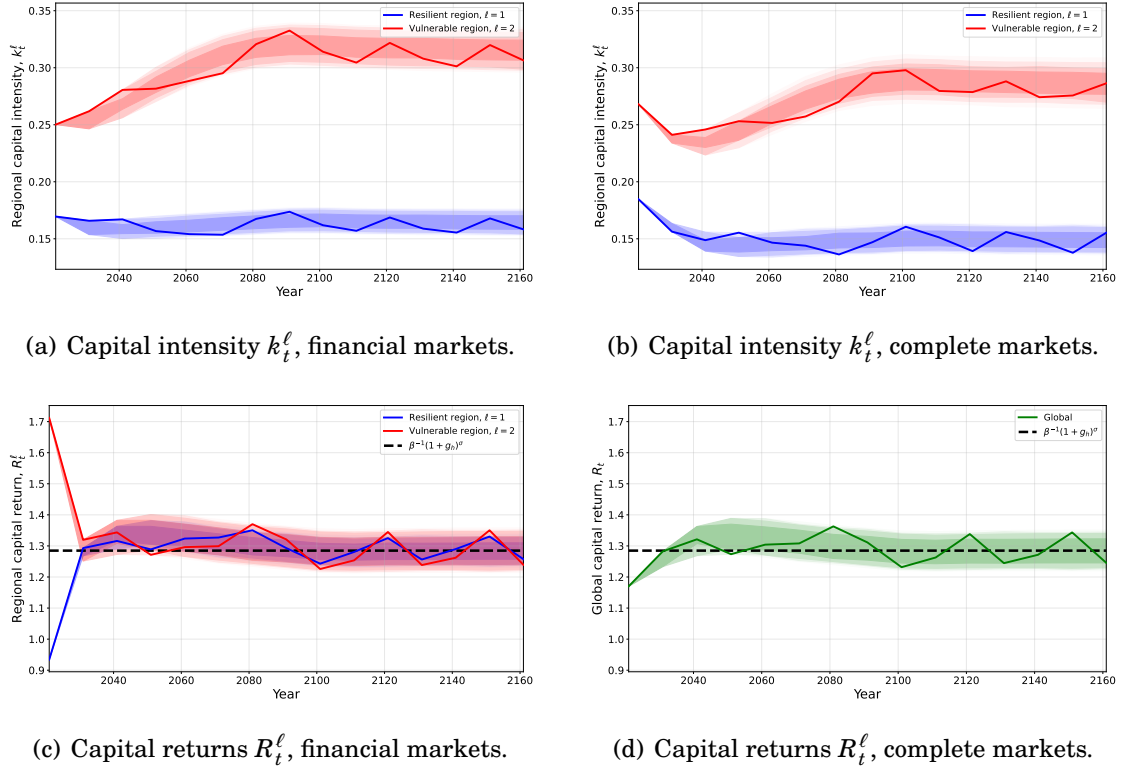 Resilient region, ℓ = 1
Vulnerable region, ℓ = 2
Regional capital intensity, k_t^ℓ
0.35
0.30
0.25
0.20
0.15
2040 2060 2080 2100 2120 2140 2160
Year
(a) Capital intensity k_t^ℓ, financial markets.
Resilient region, ℓ = 1
Vulnerable region, ℓ = 2
Regional capital intensity, k_t^ℓ
0.35
0.30
0.25
0.20
0.15
2040 2060 2080 2100 2120 2140 2160
Year
(b) Capital intensity k_t^ℓ, complete markets.
Resilient region, ℓ = 1
Vulnerable region, ℓ = 2
β⁻¹(1 + g_h)^σ
Regional capital return, R_t^ℓ
1.7
1.6
1.5
1.4
1.3
1.2
1.1
1.0
0.9
2040 2060 2080 2100 2120 2140 2160
Year
(c) Capital returns R_t^ℓ, financial markets.
Global
β⁻¹(1 + g_h)^σ
Global capital return, R_t
1.7
1.6
1.5
1.4
1.3
1.2
1.1
1.0
0.9
2040 2060 2080 2100 2120 2140 2160
Year
(d) Capital returns R_t^ℓ, complete markets.